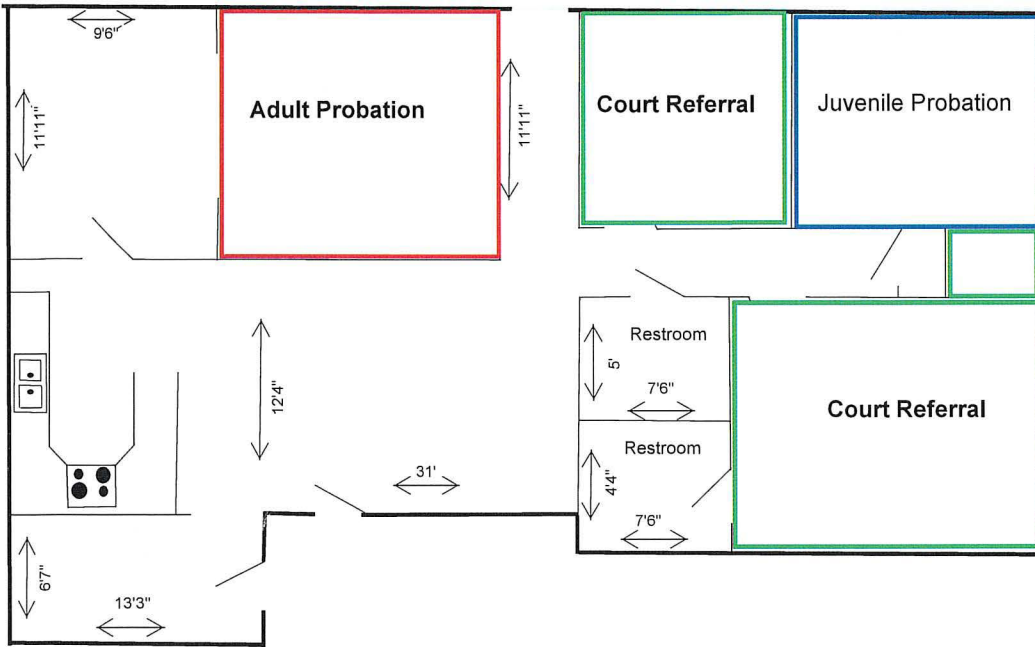 9'6"
11'11"
Adult Probation
11'11"
Court Referral
Juvenile Probation
Restroom
5'
7'6"
12'4"
Court Referral
Restroom
4'4"
31'
7'6"
6'7"
13'3"